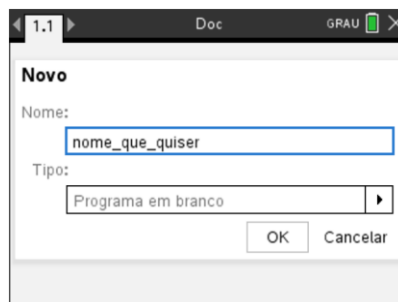 1.1 Doc GRAU
Novo
Nome:
nome_que_quiser
Tipo:
Programa em branco
OK Cancelar